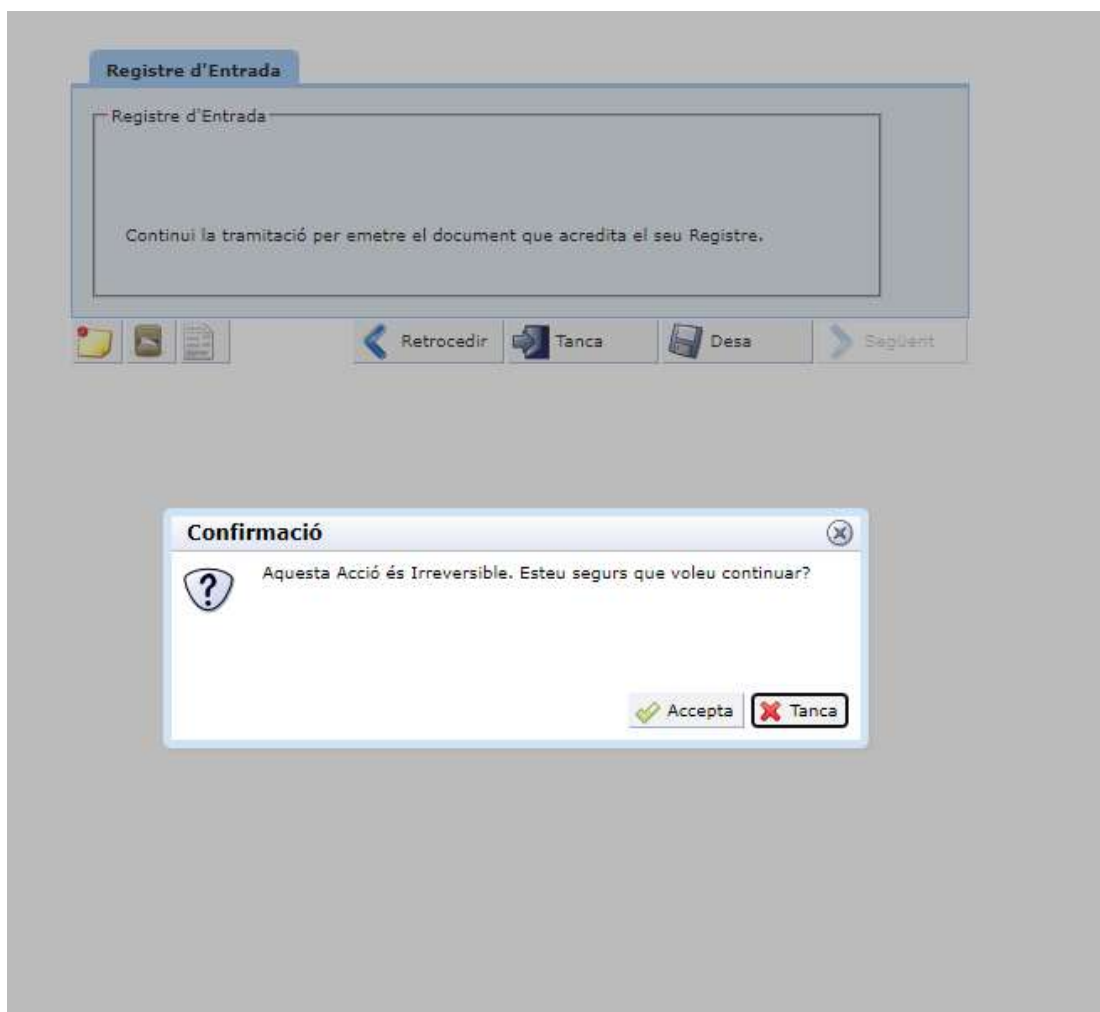 Registre d'Entrada
Registre d'Entrada
Continui la tramitació per emetre el document que acredita el seu Registre.
Retrocedir Tanca Desa Següent
Confirmació
Aquesta Acció és Irreversible. Esteu segurs que voleu continuar?
Accepta Tanca